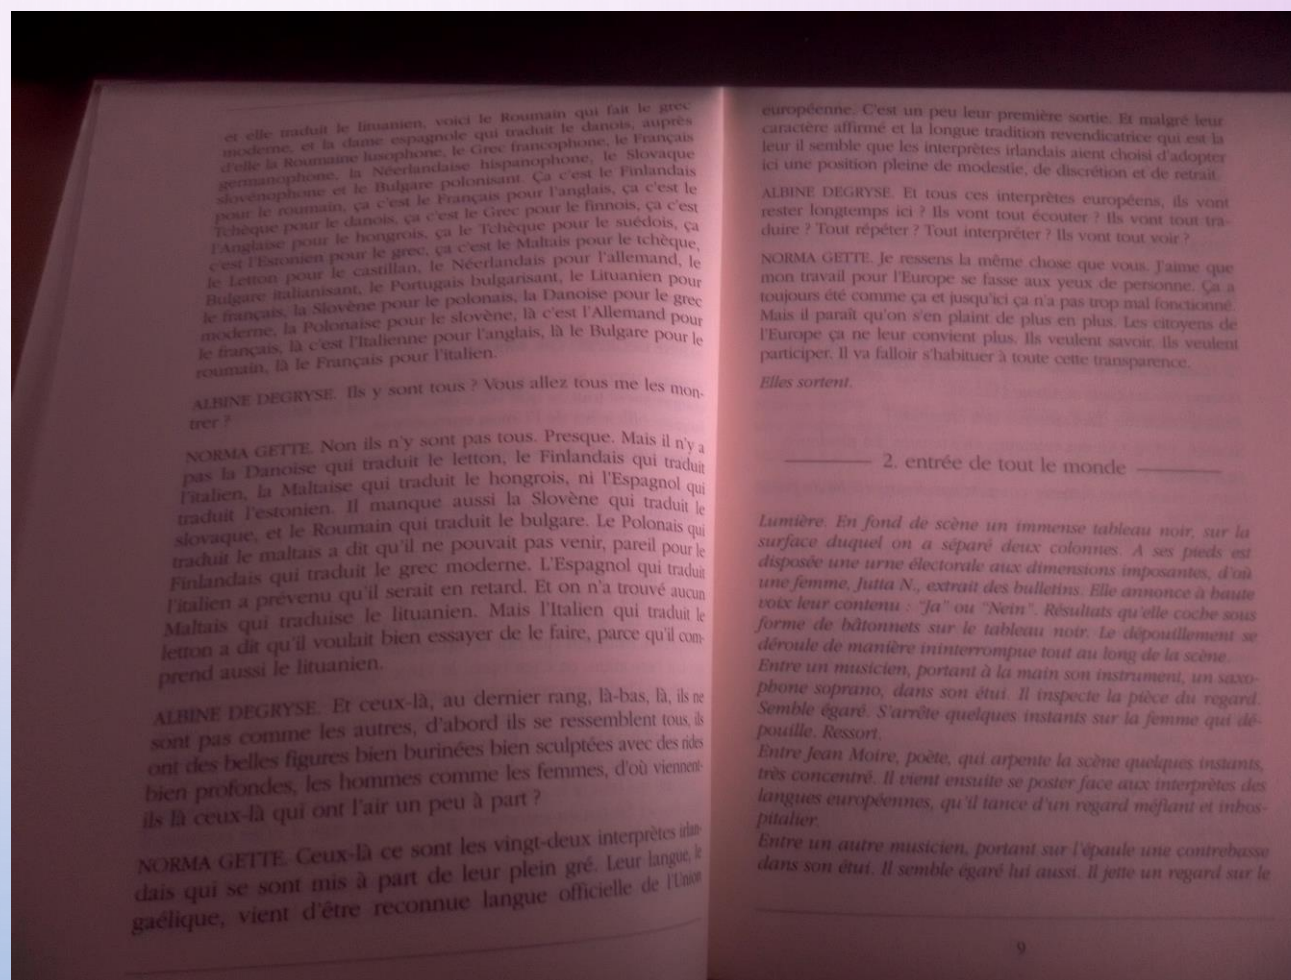 et elle traduit le lituanien, voici le Roumain qui fait le grec
moderne, et la dame espagnole qui traduit le danois, auprès
d'elle la Roumaine lusophone, le Grec francophone, le Français
germanophone, la Néerlandaise hispanophone, le Slovaque
slovénophone et le Bulgare polonisant. Ça c'est le Finlandais
pour le roumain, ça c'est le Français pour l'anglais, ça c'est le
Tchèque pour le danois, ça c'est le Grec pour le finnois, ça c'est
l'Anglaise pour le hongrois, ça le Tchèque pour le suédois, ça
c'est l'Estonien pour le grec, ça c'est le Maltais pour le tchèque,
le Letton pour le castillan, le Néerlandais pour l'allemand, le
Bulgare italianisant, le Portugais bulgarisant, le Lituanien pour
le français, la Slovène pour le polonais, la Danoise pour le grec
moderne, la Polonaise pour le slovène, là c'est l'Allemand pour
le français, là c'est l'Italienne pour l'anglais, là le Bulgare pour le
roumain, là le Français pour l'italien.
ALBINE DEGRYSE. Ils y sont tous ? Vous allez tous me les mon-
trer ?
NORMA GETTE. Non ils n'y sont pas tous. Presque. Mais il n'y a
pas la Danoise qui traduit le letton, le Finlandais qui traduit
l'italien, la Maltaise qui traduit le hongrois, ni l'Espagnol qui
traduit l'estonien. Il manque aussi la Slovène qui traduit le
slovaque, et le Roumain qui traduit le bulgare. Le Polonais qui
traduit le maltais a dit qu'il ne pouvait pas venir, pareil pour le
Finlandais qui traduit le grec moderne. L'Espagnol qui traduit
l'italien a prévenu qu'il serait en retard. Et on n'a trouvé aucun
Maltais qui traduise le lituanien. Mais l'Italien qui traduit le
letton a dit qu'il voulait bien essayer de le faire, parce qu'il com-
prend aussi le lituanien.
ALBINE DEGRYSE. Et ceux-là, au dernier rang, là-bas, là, ils ne
sont pas comme les autres, d'abord ils se ressemblent tous, ils
ont des belles figures bien burinées bien sculptées avec des rides
bien profondes, les hommes comme les femmes, d'où viennent-
ils là ceux-là qui ont l'air un peu à part ?
NORMA GETTE. Ceux-là ce sont les vingt-deux interprètes irlan-
dais qui se sont mis à part de leur plein gré. Leur langue, le
gaélique, vient d'être reconnue langue officielle de l'Union
européenne. C'est un peu leur première sortie. Et malgré leur
caractère affirmé et la longue tradition revendicatrice qui est la
leur il semble que les interprètes irlandais aient choisi d'adopter
ici une position pleine de modestie, de discrétion et de retrait.
ALBINE DEGRYSE. Et tous ces interprètes européens, ils vont
rester longtemps ici ? Ils vont tout écouter ? Ils vont tout tra-
duire ? Tout répéter ? Tout interpréter ? Ils vont tout voir ?
NORMA GETTE. Je ressens la même chose que vous. J'aime que
mon travail pour l'Europe se fasse aux yeux de personne. Ça a
toujours été comme ça et jusqu'ici ça n'a pas trop mal fonctionné.
Mais il paraît qu'on s'en plaint de plus en plus. Les citoyens de
l'Europe ça ne leur convient plus. Ils veulent savoir. Ils veulent
participer. Il va falloir s'habituer à toute cette transparence.
Elles sortent.
2. entrée de tout le monde
Lumière. En fond de scène un immense tableau noir, sur la
surface duquel on a séparé deux colonnes. A ses pieds est
disposée une urne électorale aux dimensions imposantes, d'où
une femme, Jutta N., extrait des bulletins. Elle annonce à haute
voix leur contenu : "Ja" ou "Nein". Résultats qu'elle coche sous
forme de bâtonnets sur le tableau noir. Le dépouillement se
déroule de manière ininterrompue tout au long de la scène.
Entre un musicien, portant à la main son instrument, un saxo-
phone soprano, dans son étui. Il inspecte la pièce du regard.
Semble égaré. S'arrête quelques instants sur la femme qui dé-
pouille. Ressort.
Entre Jean Moire, poète, qui arpente la scène quelques instants,
très concentré. Il vient ensuite se poster face aux interprètes des
langues européennes, qu'il tance d'un regard méfiant et inhos-
pitalier.
Entre un autre musicien, portant sur l'épaule une contrebasse
dans son étui. Il semble égaré lui aussi. Il jette un regard sur le
9